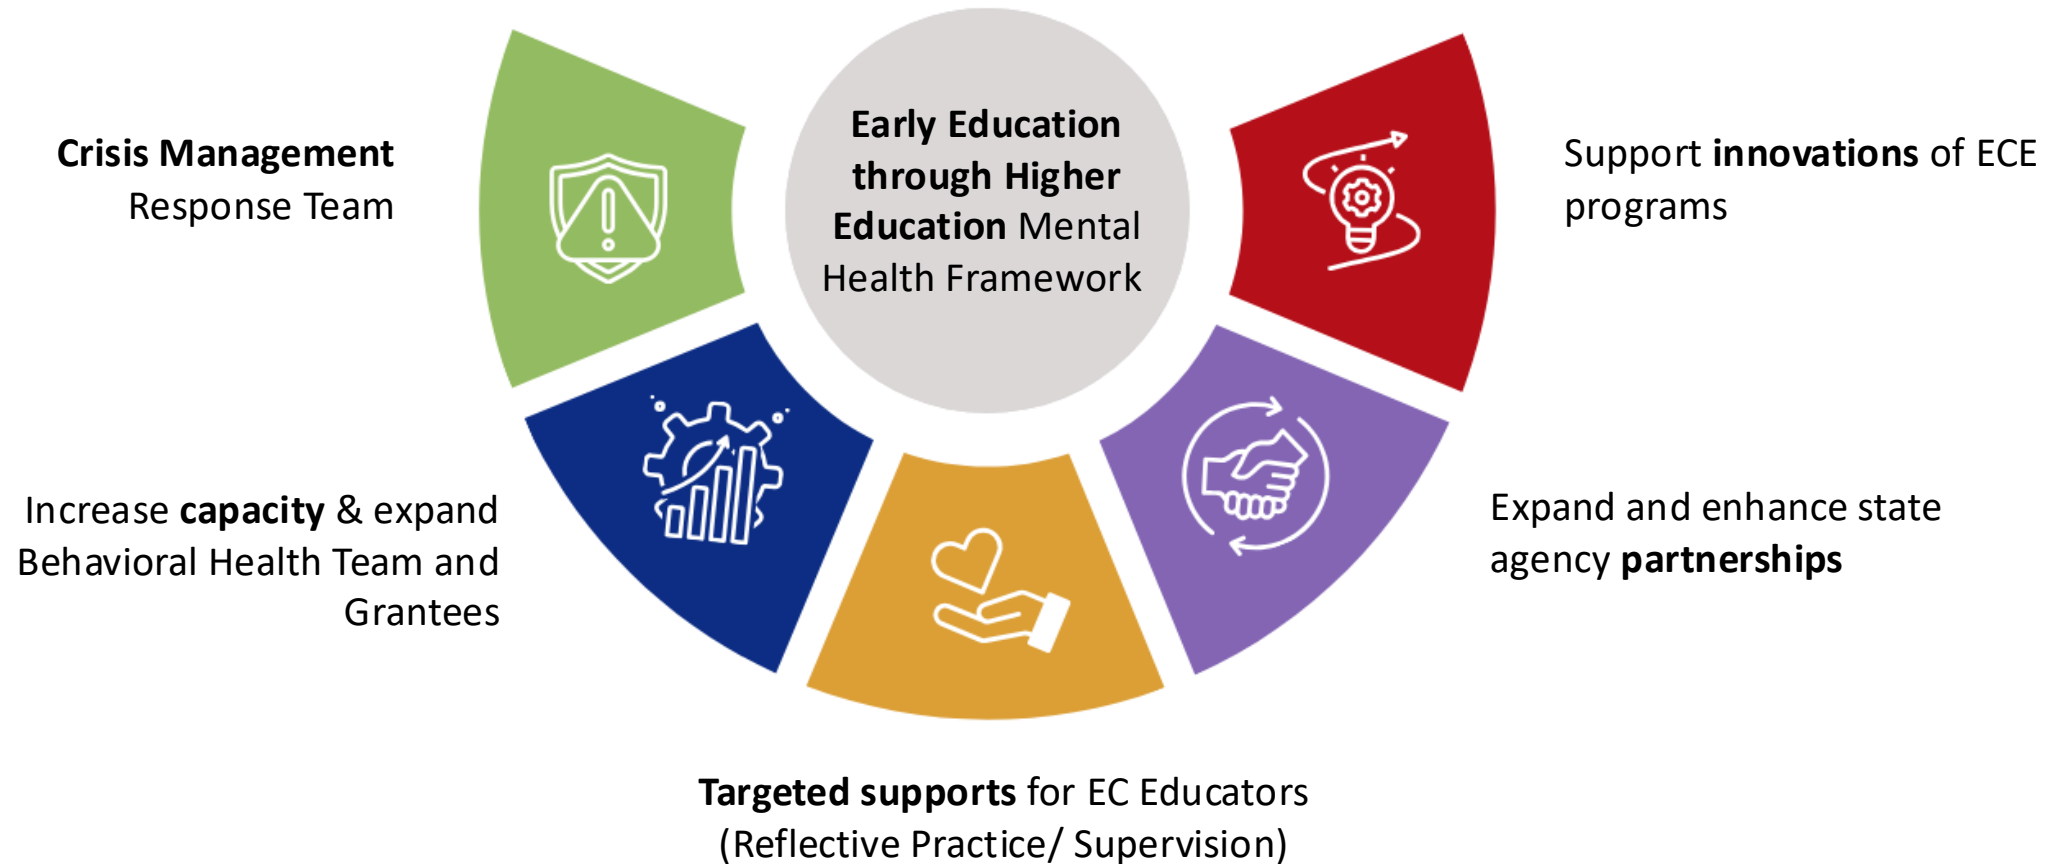 Early Education
through Higher
Education Mental
Health Framework
Crisis Management
Response Team
Increase capacity & expand
Behavioral Health Team and
Grantees
Targeted supports for EC Educators
(Reflective Practice/ Supervision)
Expand and enhance state
agency partnerships
Support innovations of ECE
programs